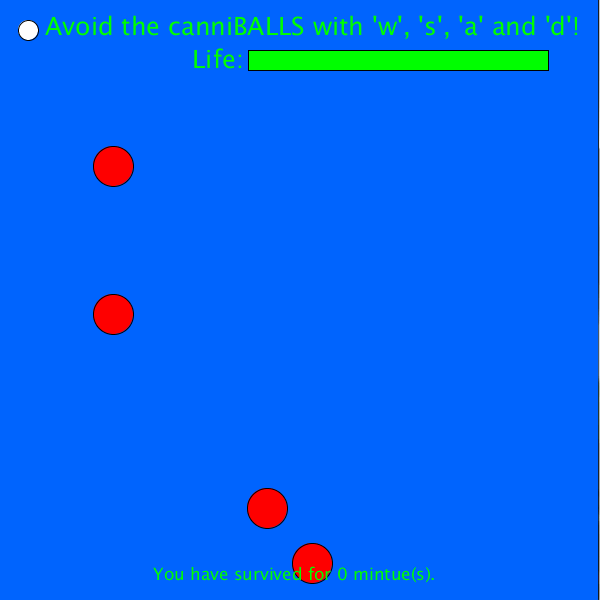 Avoid the canniBALLS with 'w', 's', 'a' and 'd'!
Life:
You have survived for 0 mintue(s).